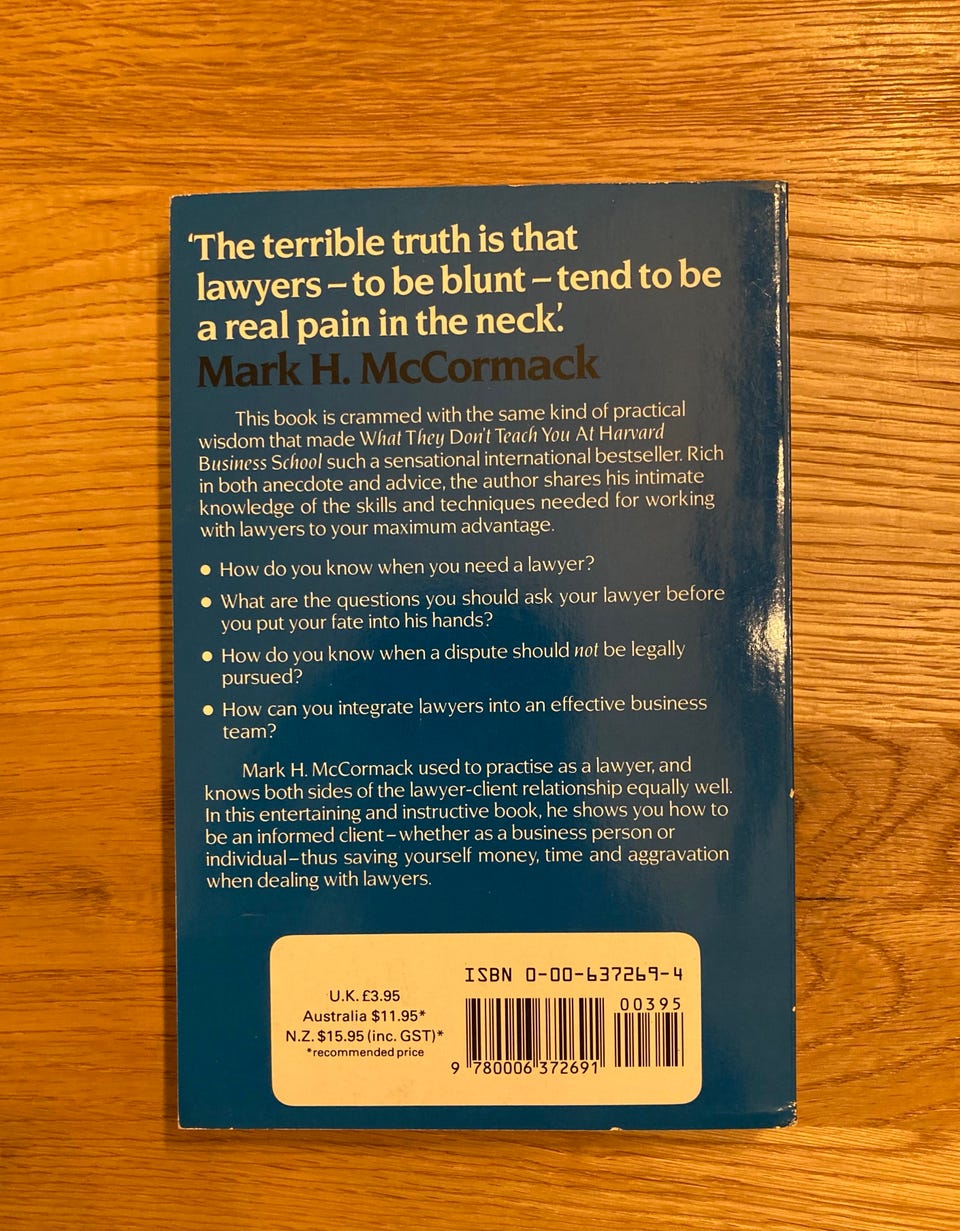 ‘The terrible truth is that
lawyers – to be blunt – tend to be
a real pain in the neck’.
Mark H. McCormack
This book is crammed with the same kind of practical
wisdom that made What They Don't Teach You At Harvard
Business School such a sensational international bestseller. Rich
in both anecdote and advice, the author shares his intimate
knowledge of the skills and techniques needed for working
with lawyers to your maximum advantage.
● How do you know when you need a lawyer?
● What are the questions you should ask your lawyer before
you put your fate into his hands?
● How do you know when a dispute should not be legally
pursued?
● How can you integrate lawyers into an effective business
team?
Mark H. McCormack used to practise as a lawyer, and
knows both sides of the lawyer-client relationship equally well.
In this entertaining and instructive book, he shows you how to
be an informed client – whether as a business person or
individual – thus saving yourself money, time and aggravation
when dealing with lawyers.
U.K. £3.95
Australia $11.95*
N.Z. $15.95 (inc. GST)*
*recommended price
ISBN 0-00-637269-4
00395
9 780006 372691